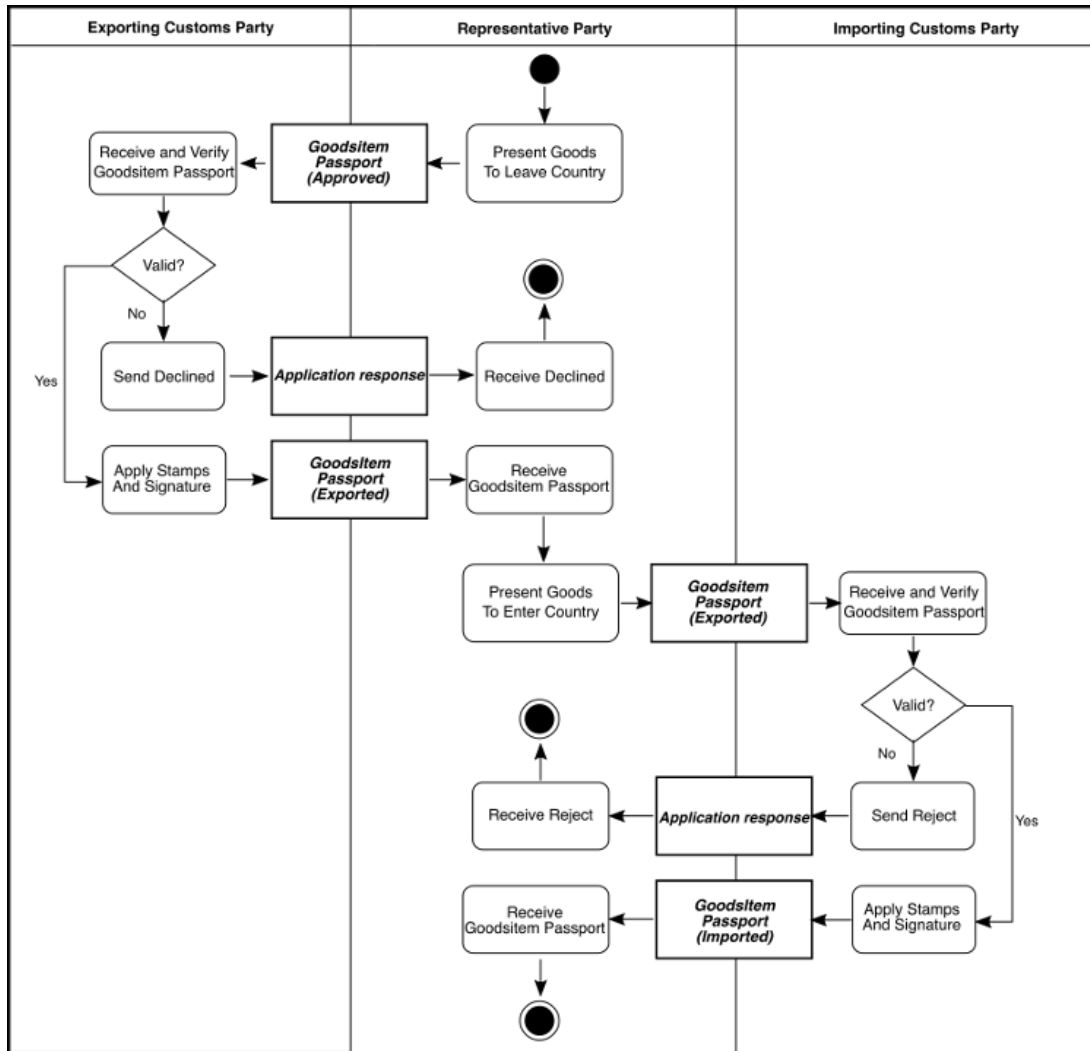 Exporting Customs Party
Representative Party
Importing Customs Party
Present Goods
To Leave Country
Goodsitem
Passport
(Approved)
Receive and Verify
Goodsitem Passport
Valid?
No
Yes
Send Declined
Application response
Receive Declined
Apply Stamps
And Signature
GoodsItem
Passport
(Exported)
Receive
Goodsitem Passport
Present Goods
To Enter Country
Goodsitem
Passport
(Exported)
Receive and Verify
Goodsitem Passport
Valid?
No
Yes
Send Reject
Application response
Receive Reject
Apply Stamps
And Signature
GoodsItem
Passport
(Imported)
Receive
Goodsitem Passport